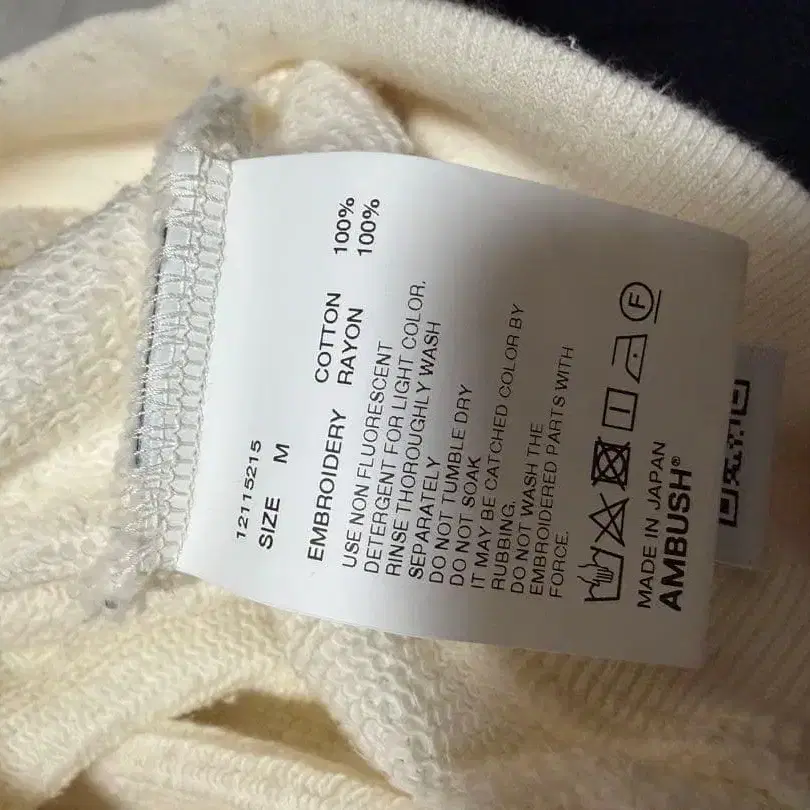 12115215
SIZE M
COTTON 100%
EMBROIDERY RAYON 100%
USE NON FLUORESCENT
DETERGENT FOR LIGHT COLOR.
RINSE THOROUGHLY WASH
SEPARATELY
DO NOT TUMBLE DRY
DO NOT SOAK
IT MAY BE CATCHED COLOR BY
RUBBING.
DO NOT WASH THE
EMBROIDERED PARTS WITH
FORCE.
F
MADE IN JAPAN
AMBUSH®